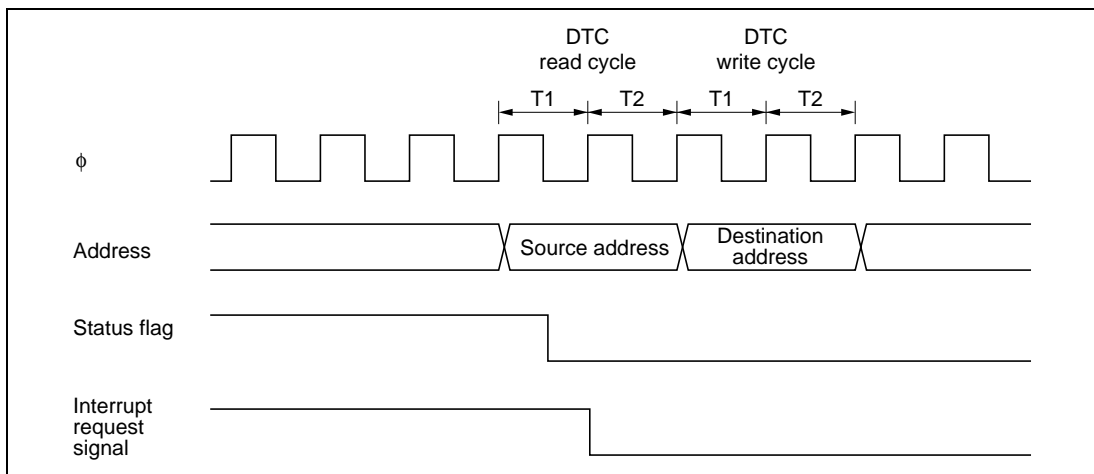 DTC
read cycle
DTC
write cycle
T1
T2
T1
T2
ϕ
Address
Source address
Destination
address
Status flag
Interrupt
request
signal